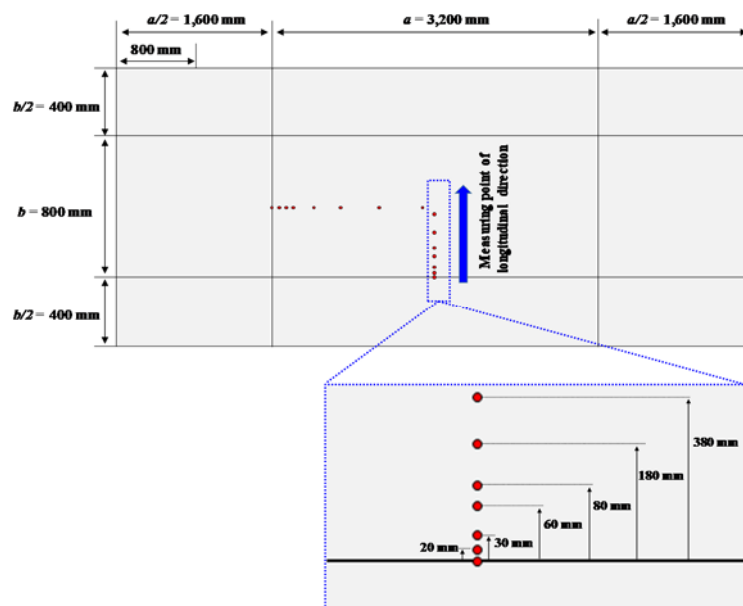 a/2 = 1,600 mm
a = 3,200 mm
a/2 = 1,600 mm
800 mm
b/2 = 400 mm
b = 800 mm
b/2 = 400 mm
Measuring point of
longitudinal direction
380 mm
180 mm
80 mm
60 mm
30 mm
20 mm